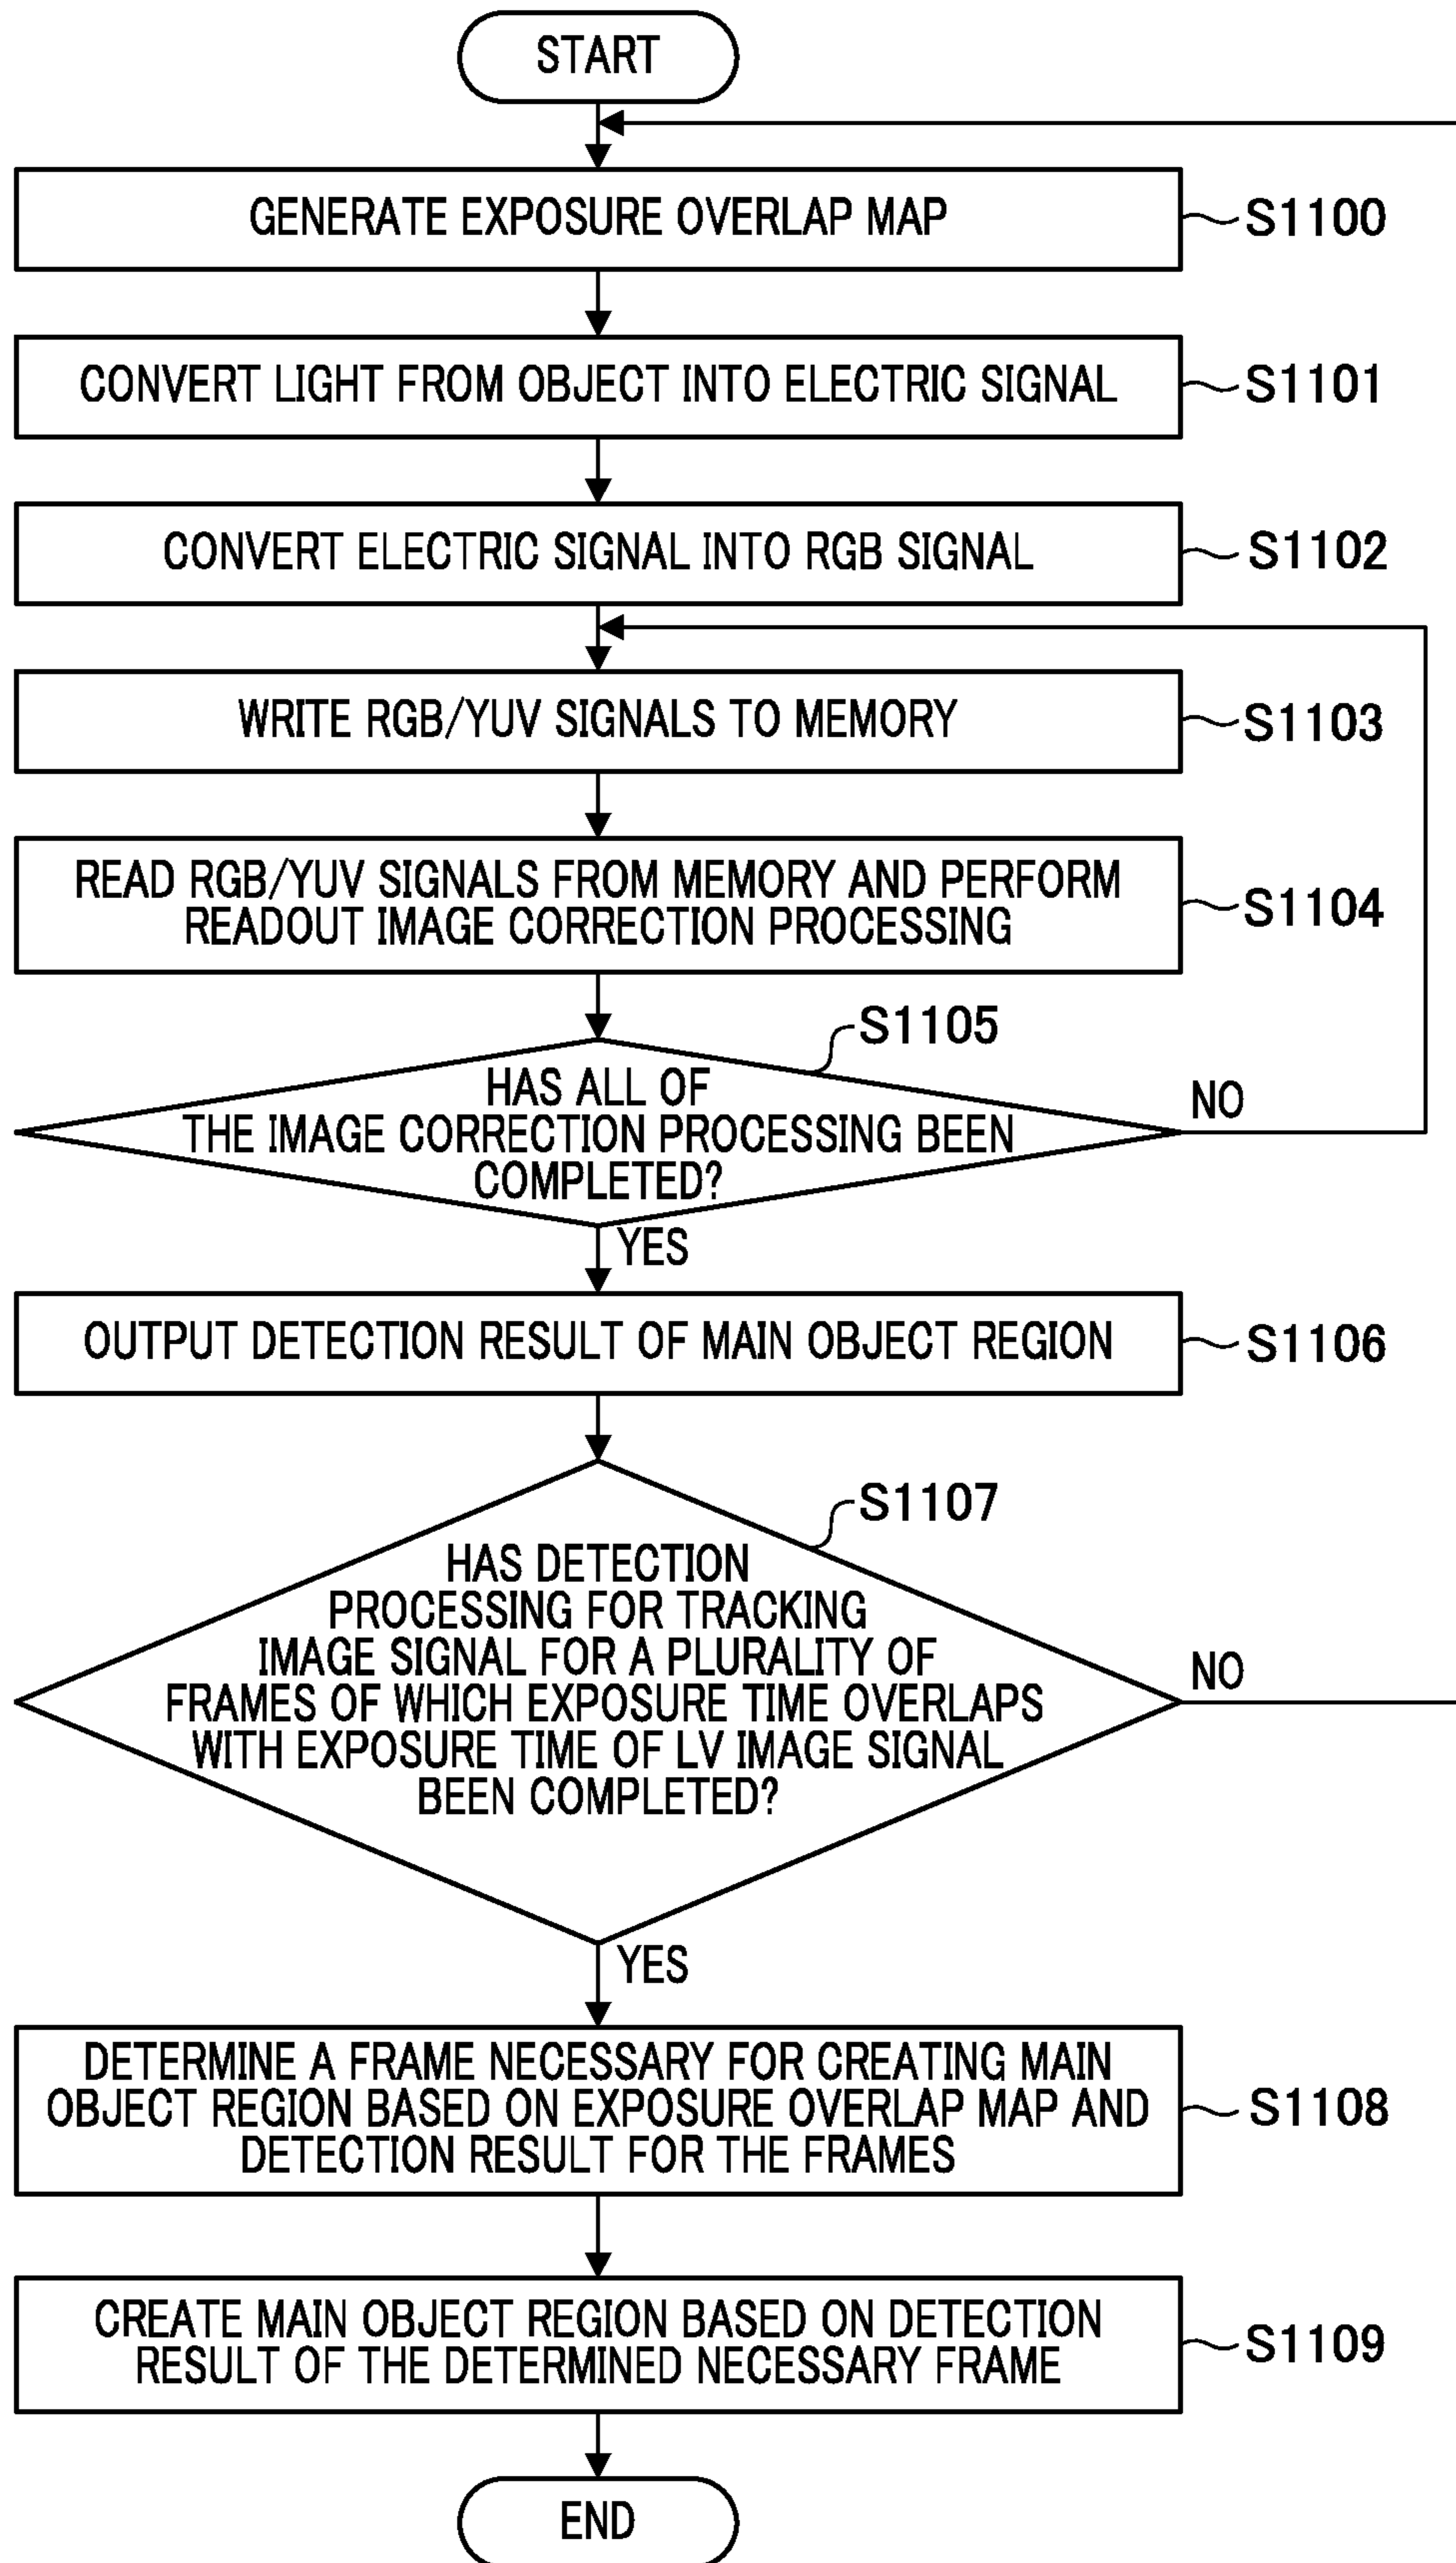 START
GENERATE EXPOSURE OVERLAP MAP
S1100
CONVERT LIGHT FROM OBJECT INTO ELECTRIC SIGNAL
S1101
CONVERT ELECTRIC SIGNAL INTO RGB SIGNAL
S1102
WRITE RGB/YUV SIGNALS TO MEMORY
S1103
READ RGB/YUV SIGNALS FROM MEMORY AND PERFORM
READOUT IMAGE CORRECTION PROCESSING
S1104
S1105
HAS ALL OF
THE IMAGE CORRECTION PROCESSING BEEN
COMPLETED?
NO
YES
OUTPUT DETECTION RESULT OF MAIN OBJECT REGION
S1106
S1107
HAS DETECTION
PROCESSING FOR TRACKING
IMAGE SIGNAL FOR A PLURALITY OF
FRAMES OF WHICH EXPOSURE TIME OVERLAPS
WITH EXPOSURE TIME OF LV IMAGE SIGNAL
BEEN COMPLETED?
NO
YES
DETERMINE A FRAME NECESSARY FOR CREATING MAIN
OBJECT REGION BASED ON EXPOSURE OVERLAP MAP AND
DETECTION RESULT FOR THE FRAMES
S1108
CREATE MAIN OBJECT REGION BASED ON DETECTION
RESULT OF THE DETERMINED NECESSARY FRAME
S1109
END